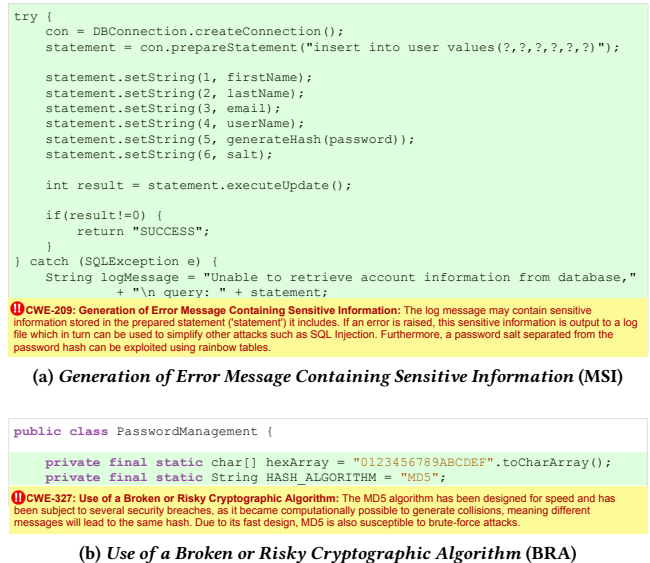 try {
    con = DBConnection.createConnection();
    statement = con.prepareStatement("insert into user values(?,?,?,?,?,?)");
    statement.setString(1, firstName);
    statement.setString(2, lastName);
    statement.setString(3, email);
    statement.setString(4, userName);
    statement.setString(5, generateHash(password));
    statement.setString(6, salt);
    int result = statement.executeUpdate();
    if(result!=0) {
        return "SUCCESS";
    }
} catch (SQLException e) {
    String logMessage = "Unable to retrieve account information from database,"
            + "\n query: " + statement;
!! CWE-209: Generation of Error Message Containing Sensitive Information: The log message may contain sensitive
information stored in the prepared statement ('statement') it includes. If an error is raised, this sensitive information is output to a log
file which in turn can be used to simplify other attacks such as SQL Injection. Furthermore, a password salt separated from the
password hash can be exploited using rainbow tables.
(a) Generation of Error Message Containing Sensitive Information (MSI)
public class PasswordManagement {
    private final static char[] hexArray = "0123456789ABCDEF".toCharArray();
    private final static String HASH_ALGORITHM = "MD5";
!! CWE-327: Use of a Broken or Risky Cryptographic Algorithm: The MD5 algorithm has been designed for speed and has
been subject to several security breaches, as it became computationally possible to generate collisions, meaning different
messages will lead to the same hash. Due to its fast design, MD5 is also susceptible to brute-force attacks.
(b) Use of a Broken or Risky Cryptographic Algorithm (BRA)